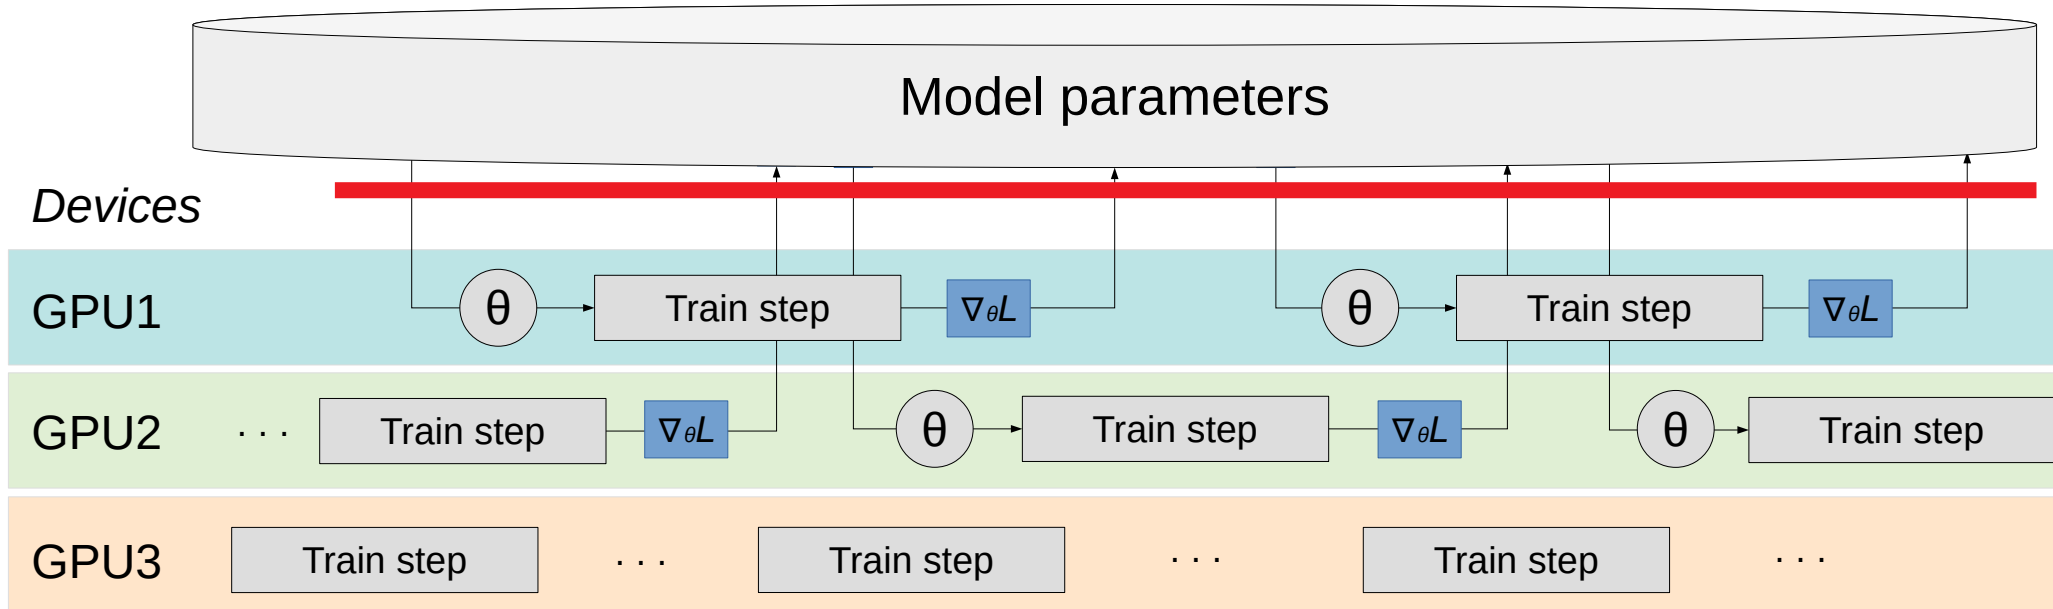 Model parameters
Devices
GPU1 θ Train step ∇θL θ Train step ∇θL
GPU2 . . . Train step ∇θL θ Train step ∇θL θ Train step
GPU3 Train step . . . Train step . . . Train step . . .